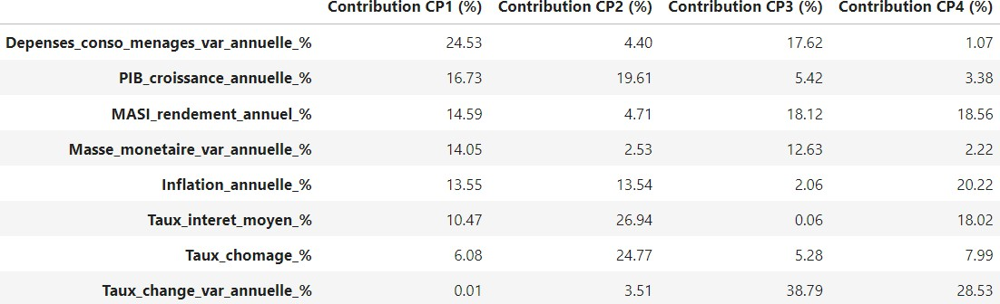 Contribution CP1 (%) Contribution CP2 (%) Contribution CP3 (%) Contribution CP4 (%)
Depenses_conso_menages_var_annuelle_% 24.53 4.40 17.62 1.07
PIB_croissance_annuelle_% 16.73 19.61 5.42 3.38
MASI_rendement_annuel_% 14.59 4.71 18.12 18.56
Masse_monetaire_var_annuelle_% 14.05 2.53 12.63 2.22
Inflation_annuelle_% 13.55 13.54 2.06 20.22
Taux_interet_moyen_% 10.47 26.94 0.06 18.02
Taux_chomage_% 6.08 24.77 5.28 7.99
Taux_change_var_annuelle_% 0.01 3.51 38.79 28.53